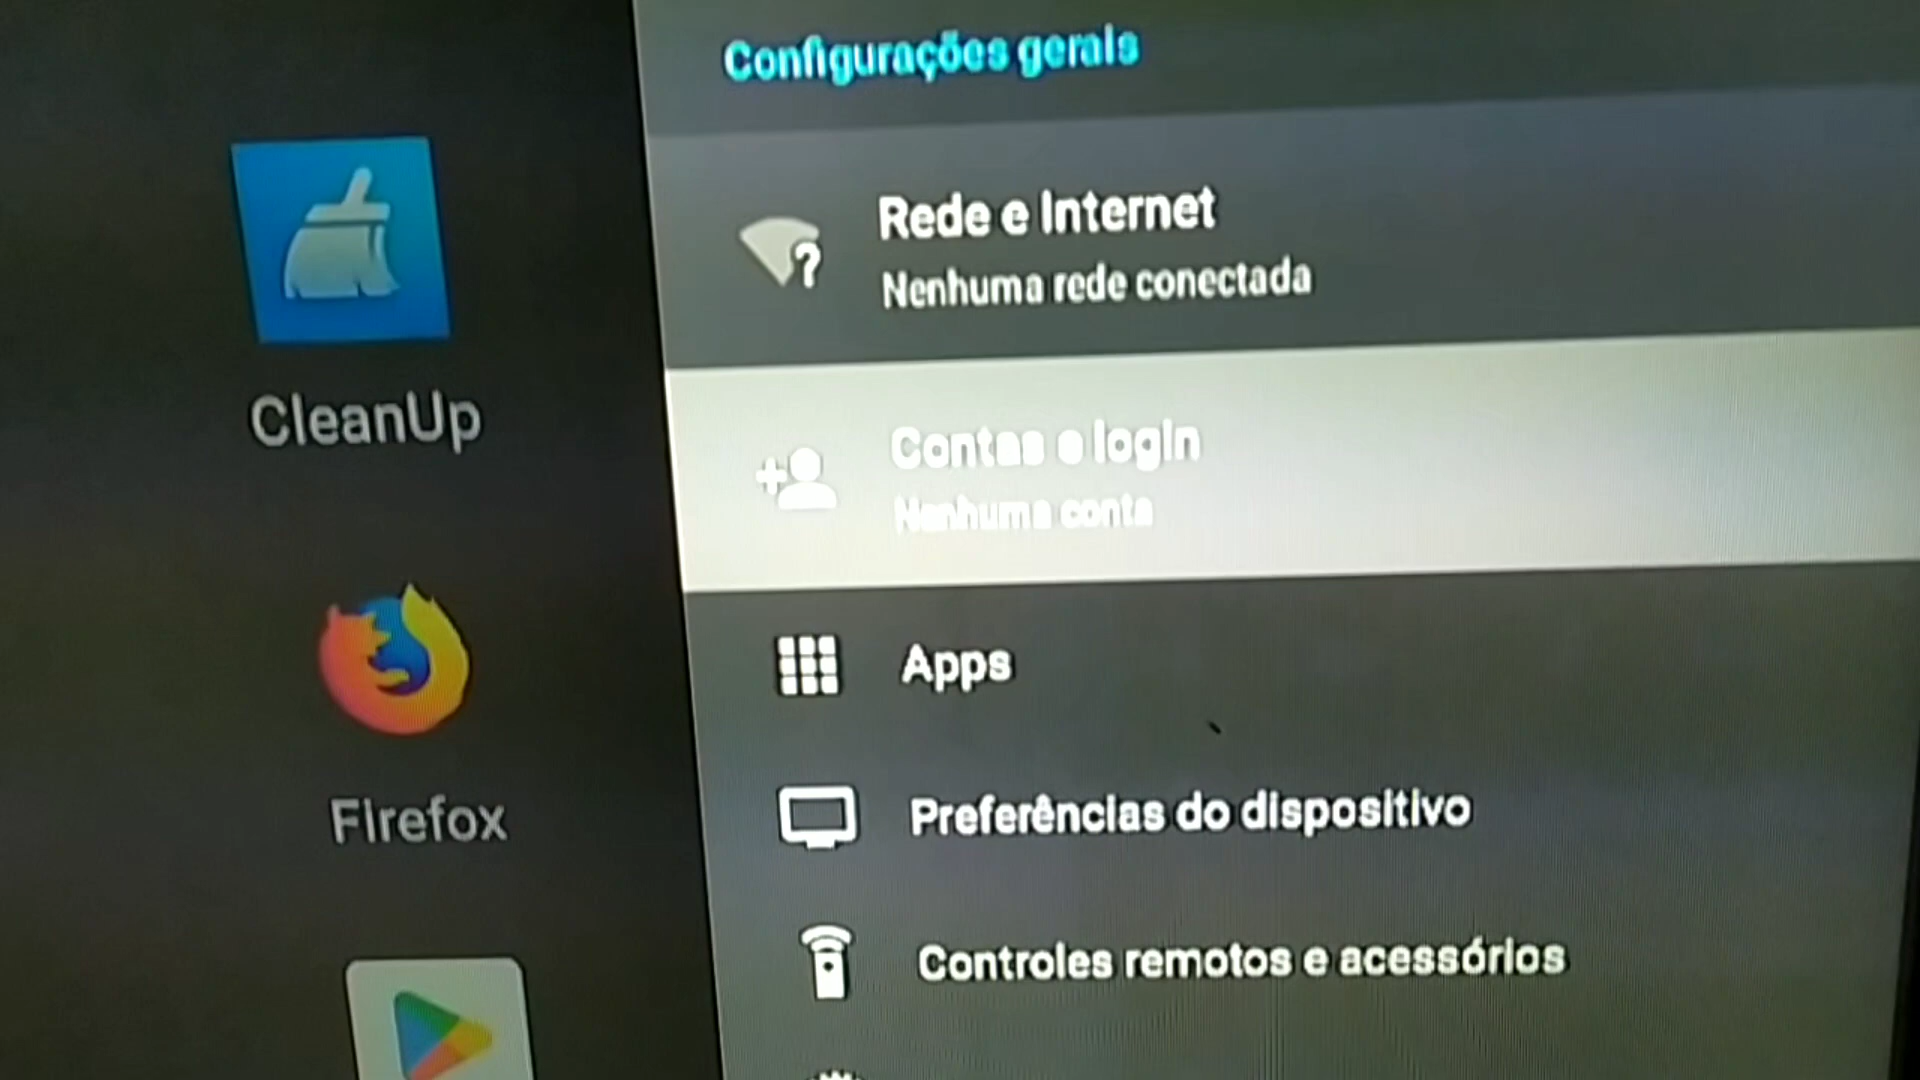 Configurações gerais
Rede e Internet
Nenhuma rede conectada
CleanUp
Contas e login
Nenhuma conta
Apps
Firefox
Preferências do dispositivo
Controles remotos e acessórios